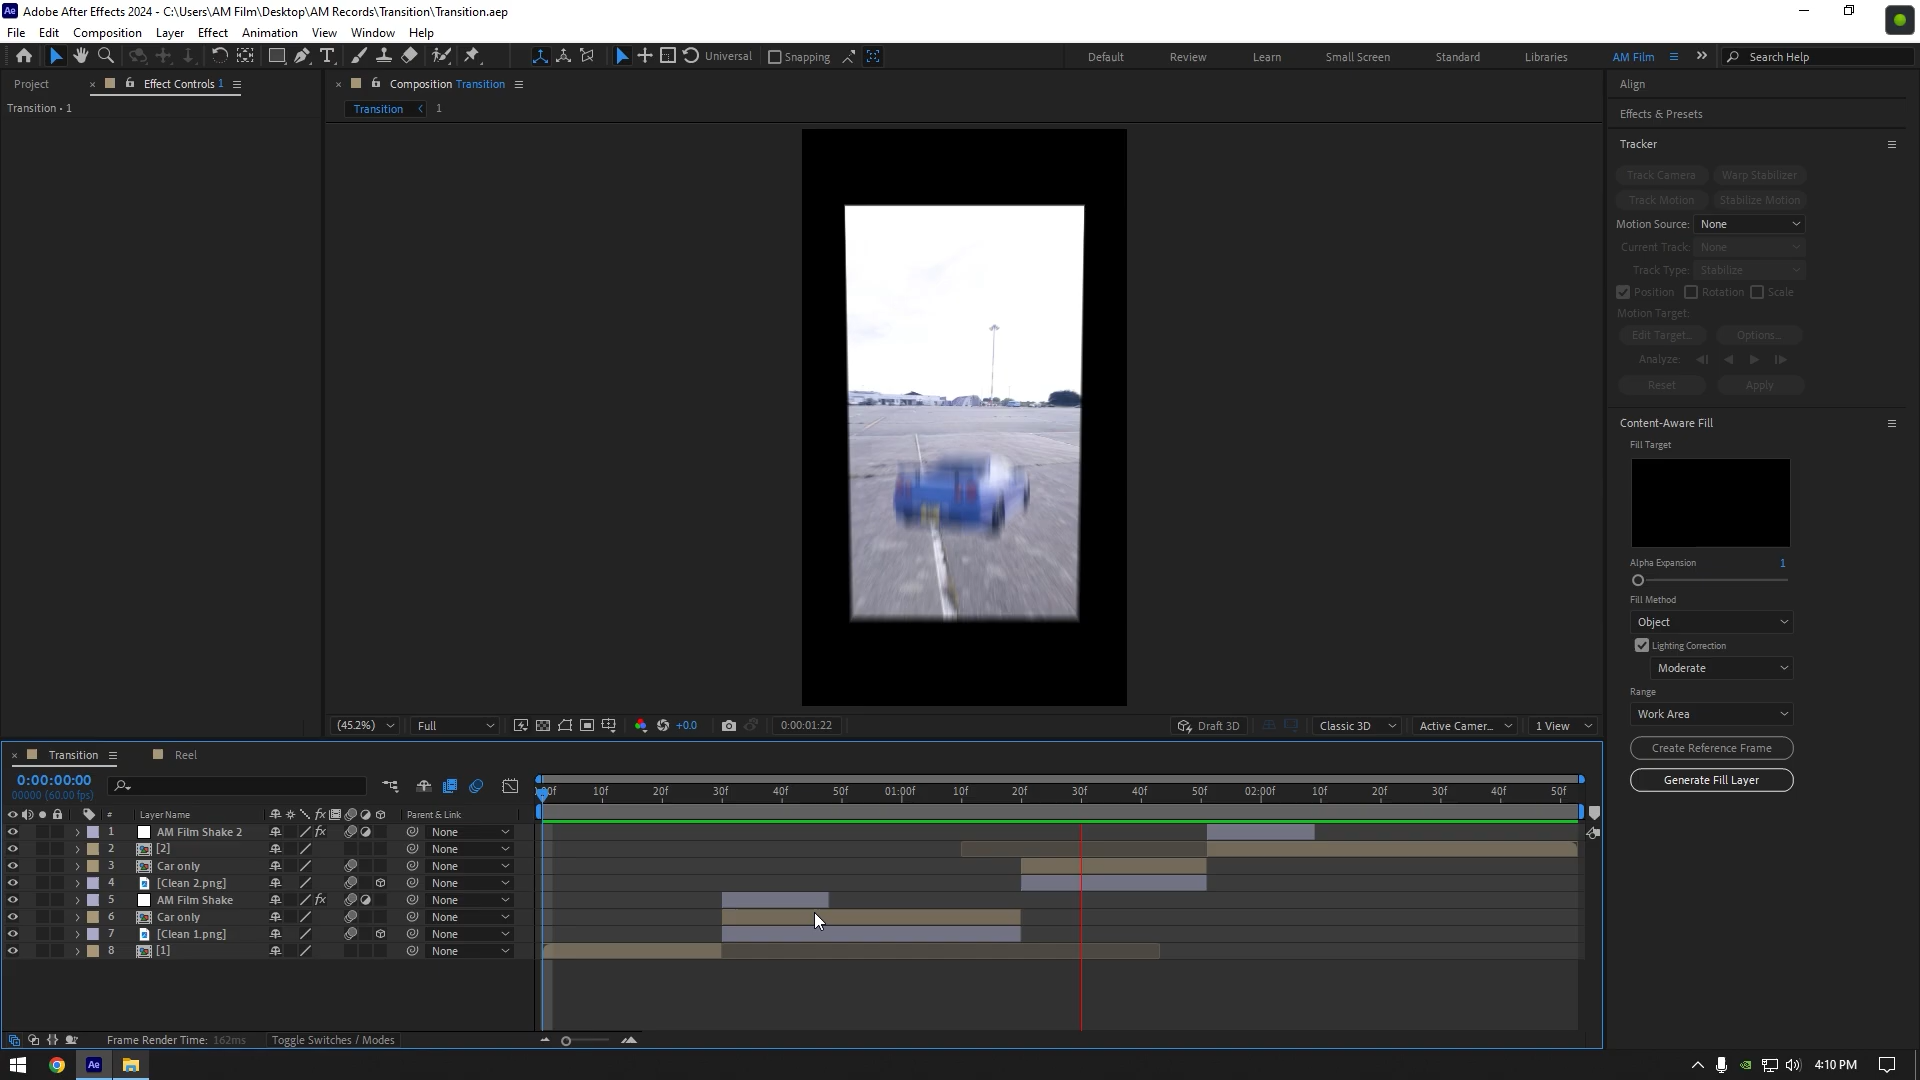 Adobe After Effects 2024 - C:\Users\AM Film\Desktop\AM Records\Transition\Transition.aep
File Edit Composition Layer Effect Animation View Window Help
Universal Snapping Default Review Learn Small Screen Standard Libraries AM Film Search Help
Project Effect Controls 1
Transition • 1
Composition Transition
Transition 1
Align
Effects & Presets
Tracker
Track Camera Warp Stabilizer
Track Motion Stabilize Motion
Motion Source: None
Current Track: None
Track Type: Stabilize
Position Rotation Scale
Motion Target:
Edit Target... Options...
Analyze:
Reset Apply
Content-Aware Fill
Fill Target
Alpha Expansion 1
Fill Method
Object
Lighting Correction
Moderate
Range
Work Area
Create Reference Frame
Generate Fill Layer
(45.2%) Full +0.0 0:00:01:22 Draft 3D Classic 3D Active Camer... 1 View
Transition Reel
0:00:00:00
00000 (60.00 fps)
10f 20f 30f 40f 50f 01:00f 10f 20f 30f 40f 50f 02:00f 10f 20f 30f 40f 50f
# Layer Name Parent & Link
1 AM Film Shake 2 fx None
2 [2] None
3 Car only None
4 [Clean 2.png] None
5 AM Film Shake fx None
6 Car only None
7 [Clean 1.png] None
8 [1] None
Frame Render Time: 162ms Toggle Switches / Modes
Ae 4:10 PM